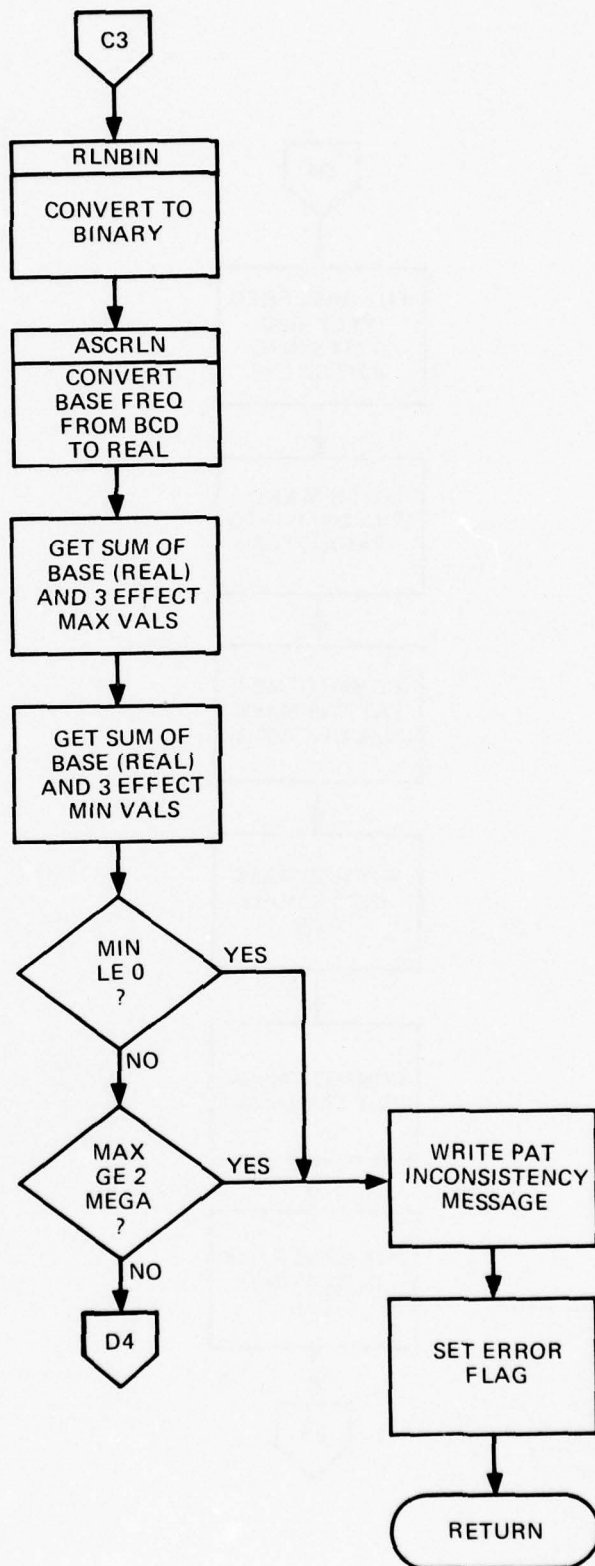 C3
RLNBIN
CONVERT TO
BINARY
ASCRLN
CONVERT
BASE FREQ
FROM BCD
TO REAL
GET SUM OF
BASE (REAL)
AND 3 EFFECT
MAX VALS
GET SUM OF
BASE (REAL)
AND 3 EFFECT
MIN VALS
MIN
LE 0
?
YES
NO
MAX
GE 2
MEGA
?
YES
NO
D4
WRITE PAT
INCONSISTENCY
MESSAGE
SET ERROR
FLAG
RETURN